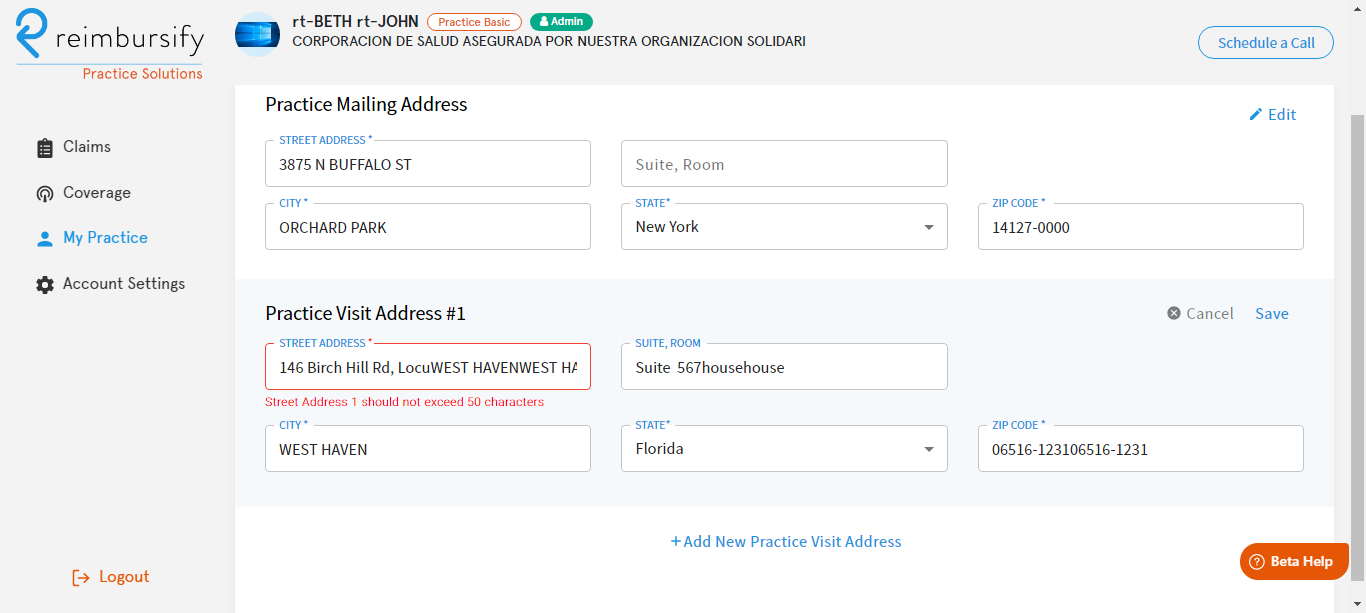 reimbursify
Practice Solutions
rt-BETH rt-JOHN Practice Basic Admin
CORPORACION DE SALUD ASEGURADA POR NUESTRA ORGANIZACION SOLIDARI
Schedule a Call
Claims
Coverage
My Practice
Account Settings
Logout
Practice Mailing Address
Edit
STREET ADDRESS *
3875 N BUFFALO ST
Suite, Room
CITY *
ORCHARD PARK
STATE*
New York
ZIP CODE *
14127-0000
Practice Visit Address #1
Cancel Save
STREET ADDRESS *
146 Birch Hill Rd, LocuWEST HAVENWEST HA
Street Address 1 should not exceed 50 characters
SUITE, ROOM
Suite 567househouse
CITY *
WEST HAVEN
STATE*
Florida
ZIP CODE *
06516-123106516-1231
+ Add New Practice Visit Address
Beta Help